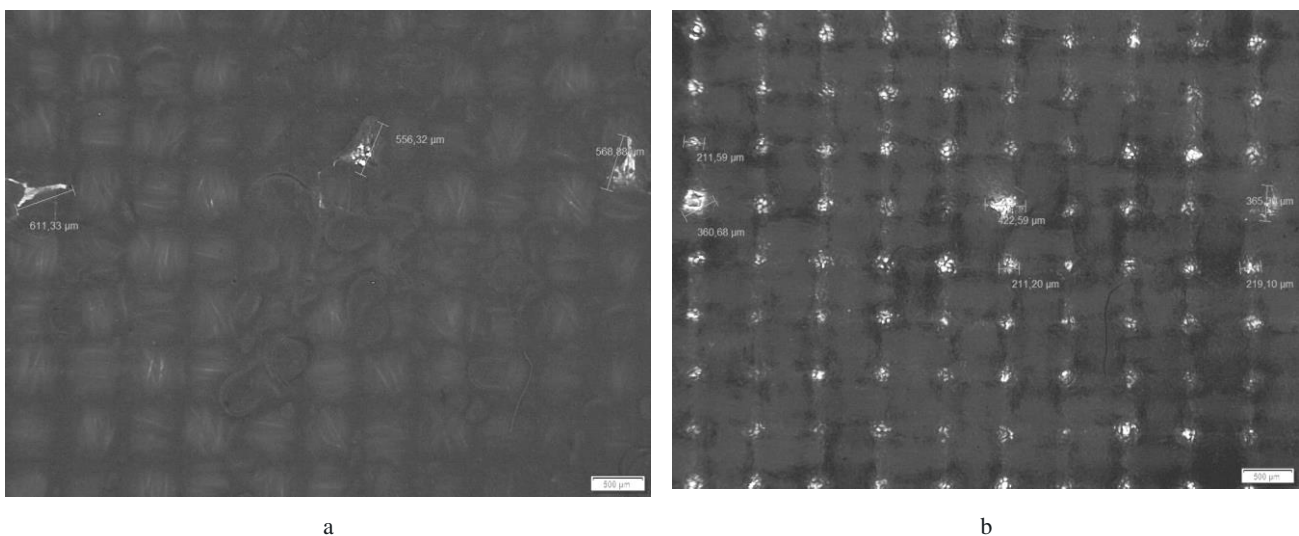 556,32 µm
568,88 µm
611,33 µm
500 µm
a
211,59 µm
360,68 µm
422,59 µm
211,20 µm
219,10 µm
500 µm
b